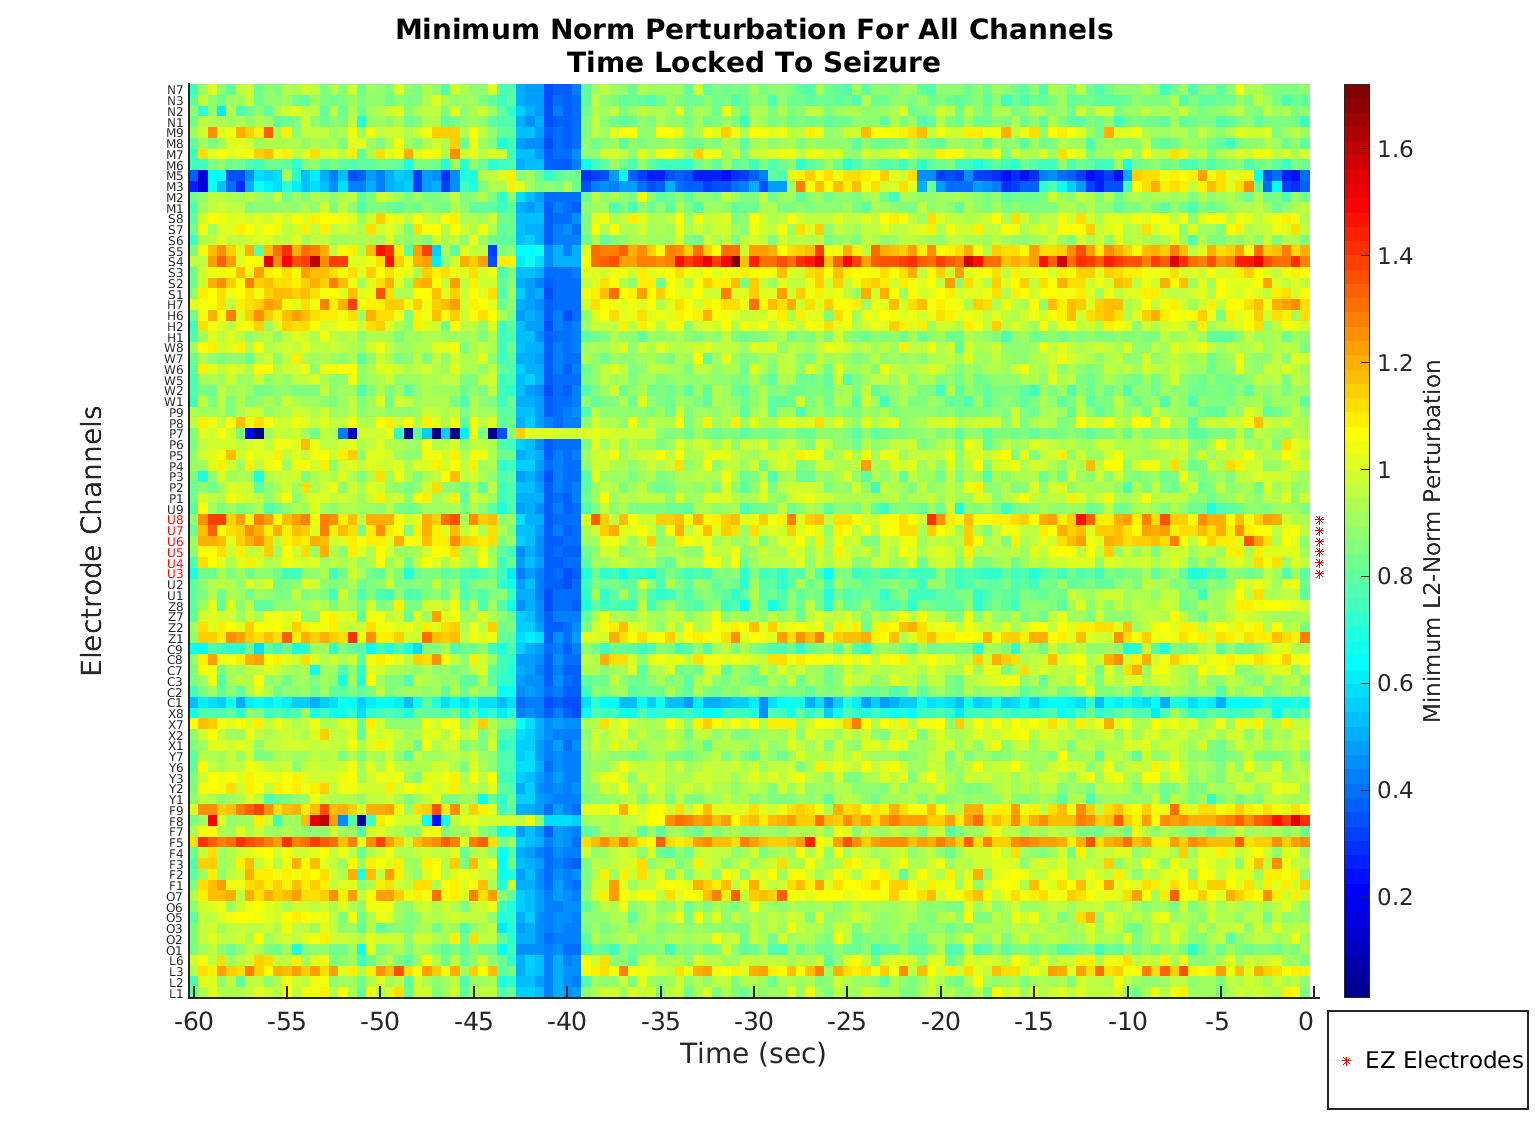 Minimum Norm Perturbation For All Channels
Time Locked To Seizure
Electrode Channels
N7
N3
N2
N1
M9
M8
M7
M6
M5
M3
M2
M1
S8
S7
S6
S5
S4
S3
S2
S1
H7
H6
H2
H1
W8
W7
W6
W5
W2
W1
P9
P8
P7
P6
P5
P4
P3
P2
P1
U9
U8
U7
U6
U5
U4
U3
U2
U1
Z8
Z7
Z2
Z1
C9
C8
C7
C3
C2
C1
X8
X7
X2
X1
Y7
Y6
Y3
Y2
Y1
F9
F8
F7
F5
F4
F3
F2
F1
O7
O6
O5
O3
O2
O1
L6
L3
L2
L1
-60 -55 -50 -45 -40 -35 -30 -25 -20 -15 -10 -5 0
Time (sec)
1.6
1.4
1.2
1
0.8
0.6
0.4
0.2
Minimum L2-Norm Perturbation
EZ Electrodes